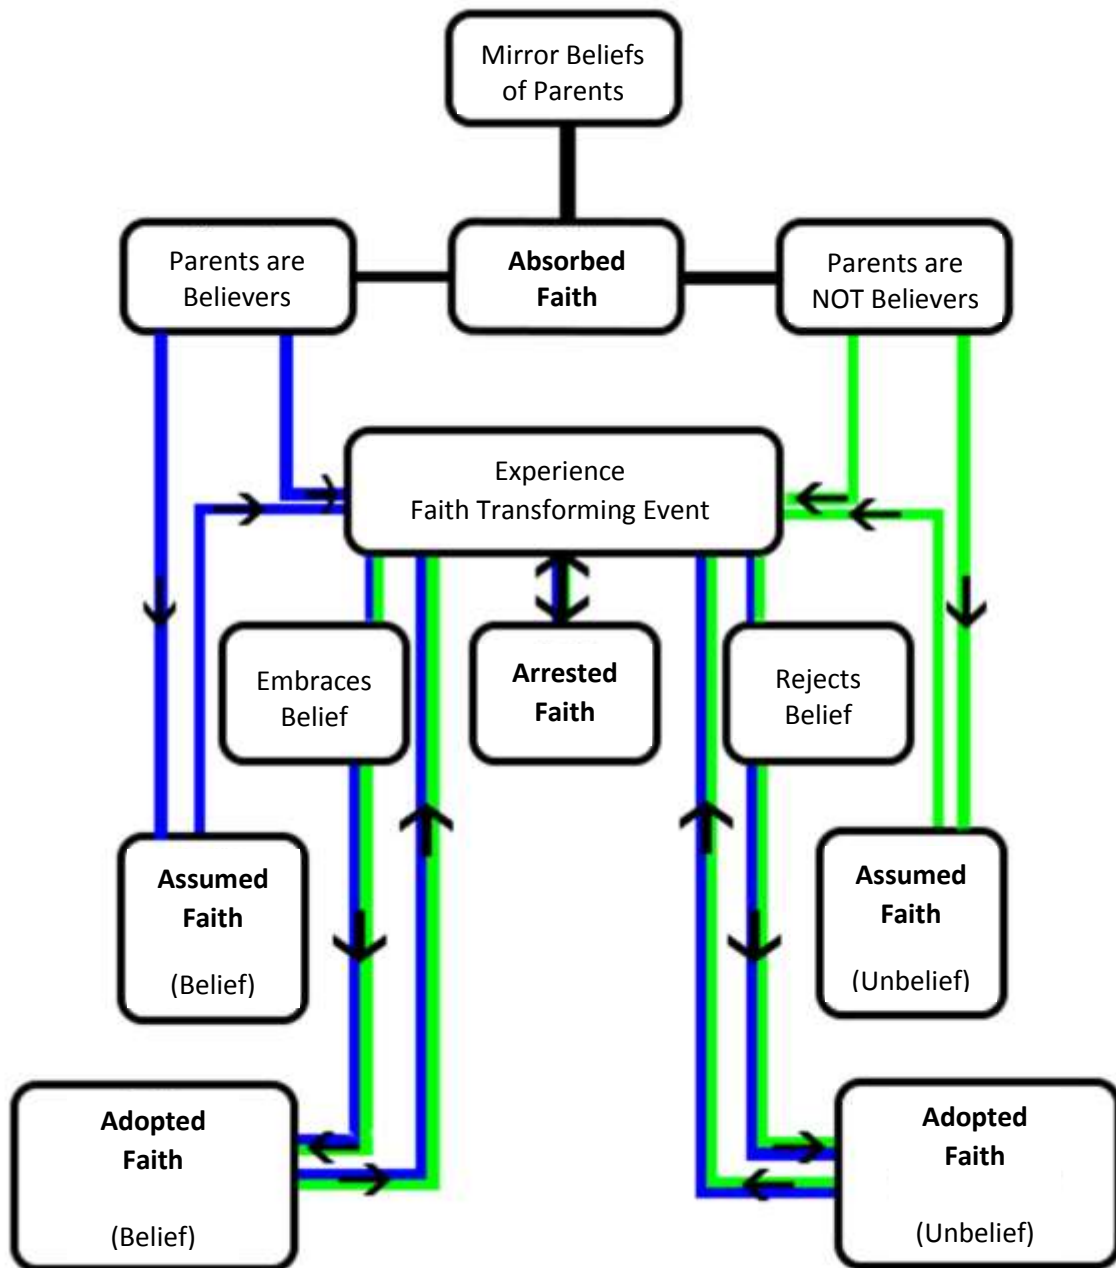 Mirror Beliefs
of Parents
Parents are
Believers
Absorbed
Faith
Parents are
NOT Believers
Experience
Faith Transforming Event
Embraces
Belief
Arrested
Faith
Rejects
Belief
Assumed
Faith
(Belief)
Assumed
Faith
(Unbelief)
Adopted
Faith
(Belief)
Adopted
Faith
(Unbelief)